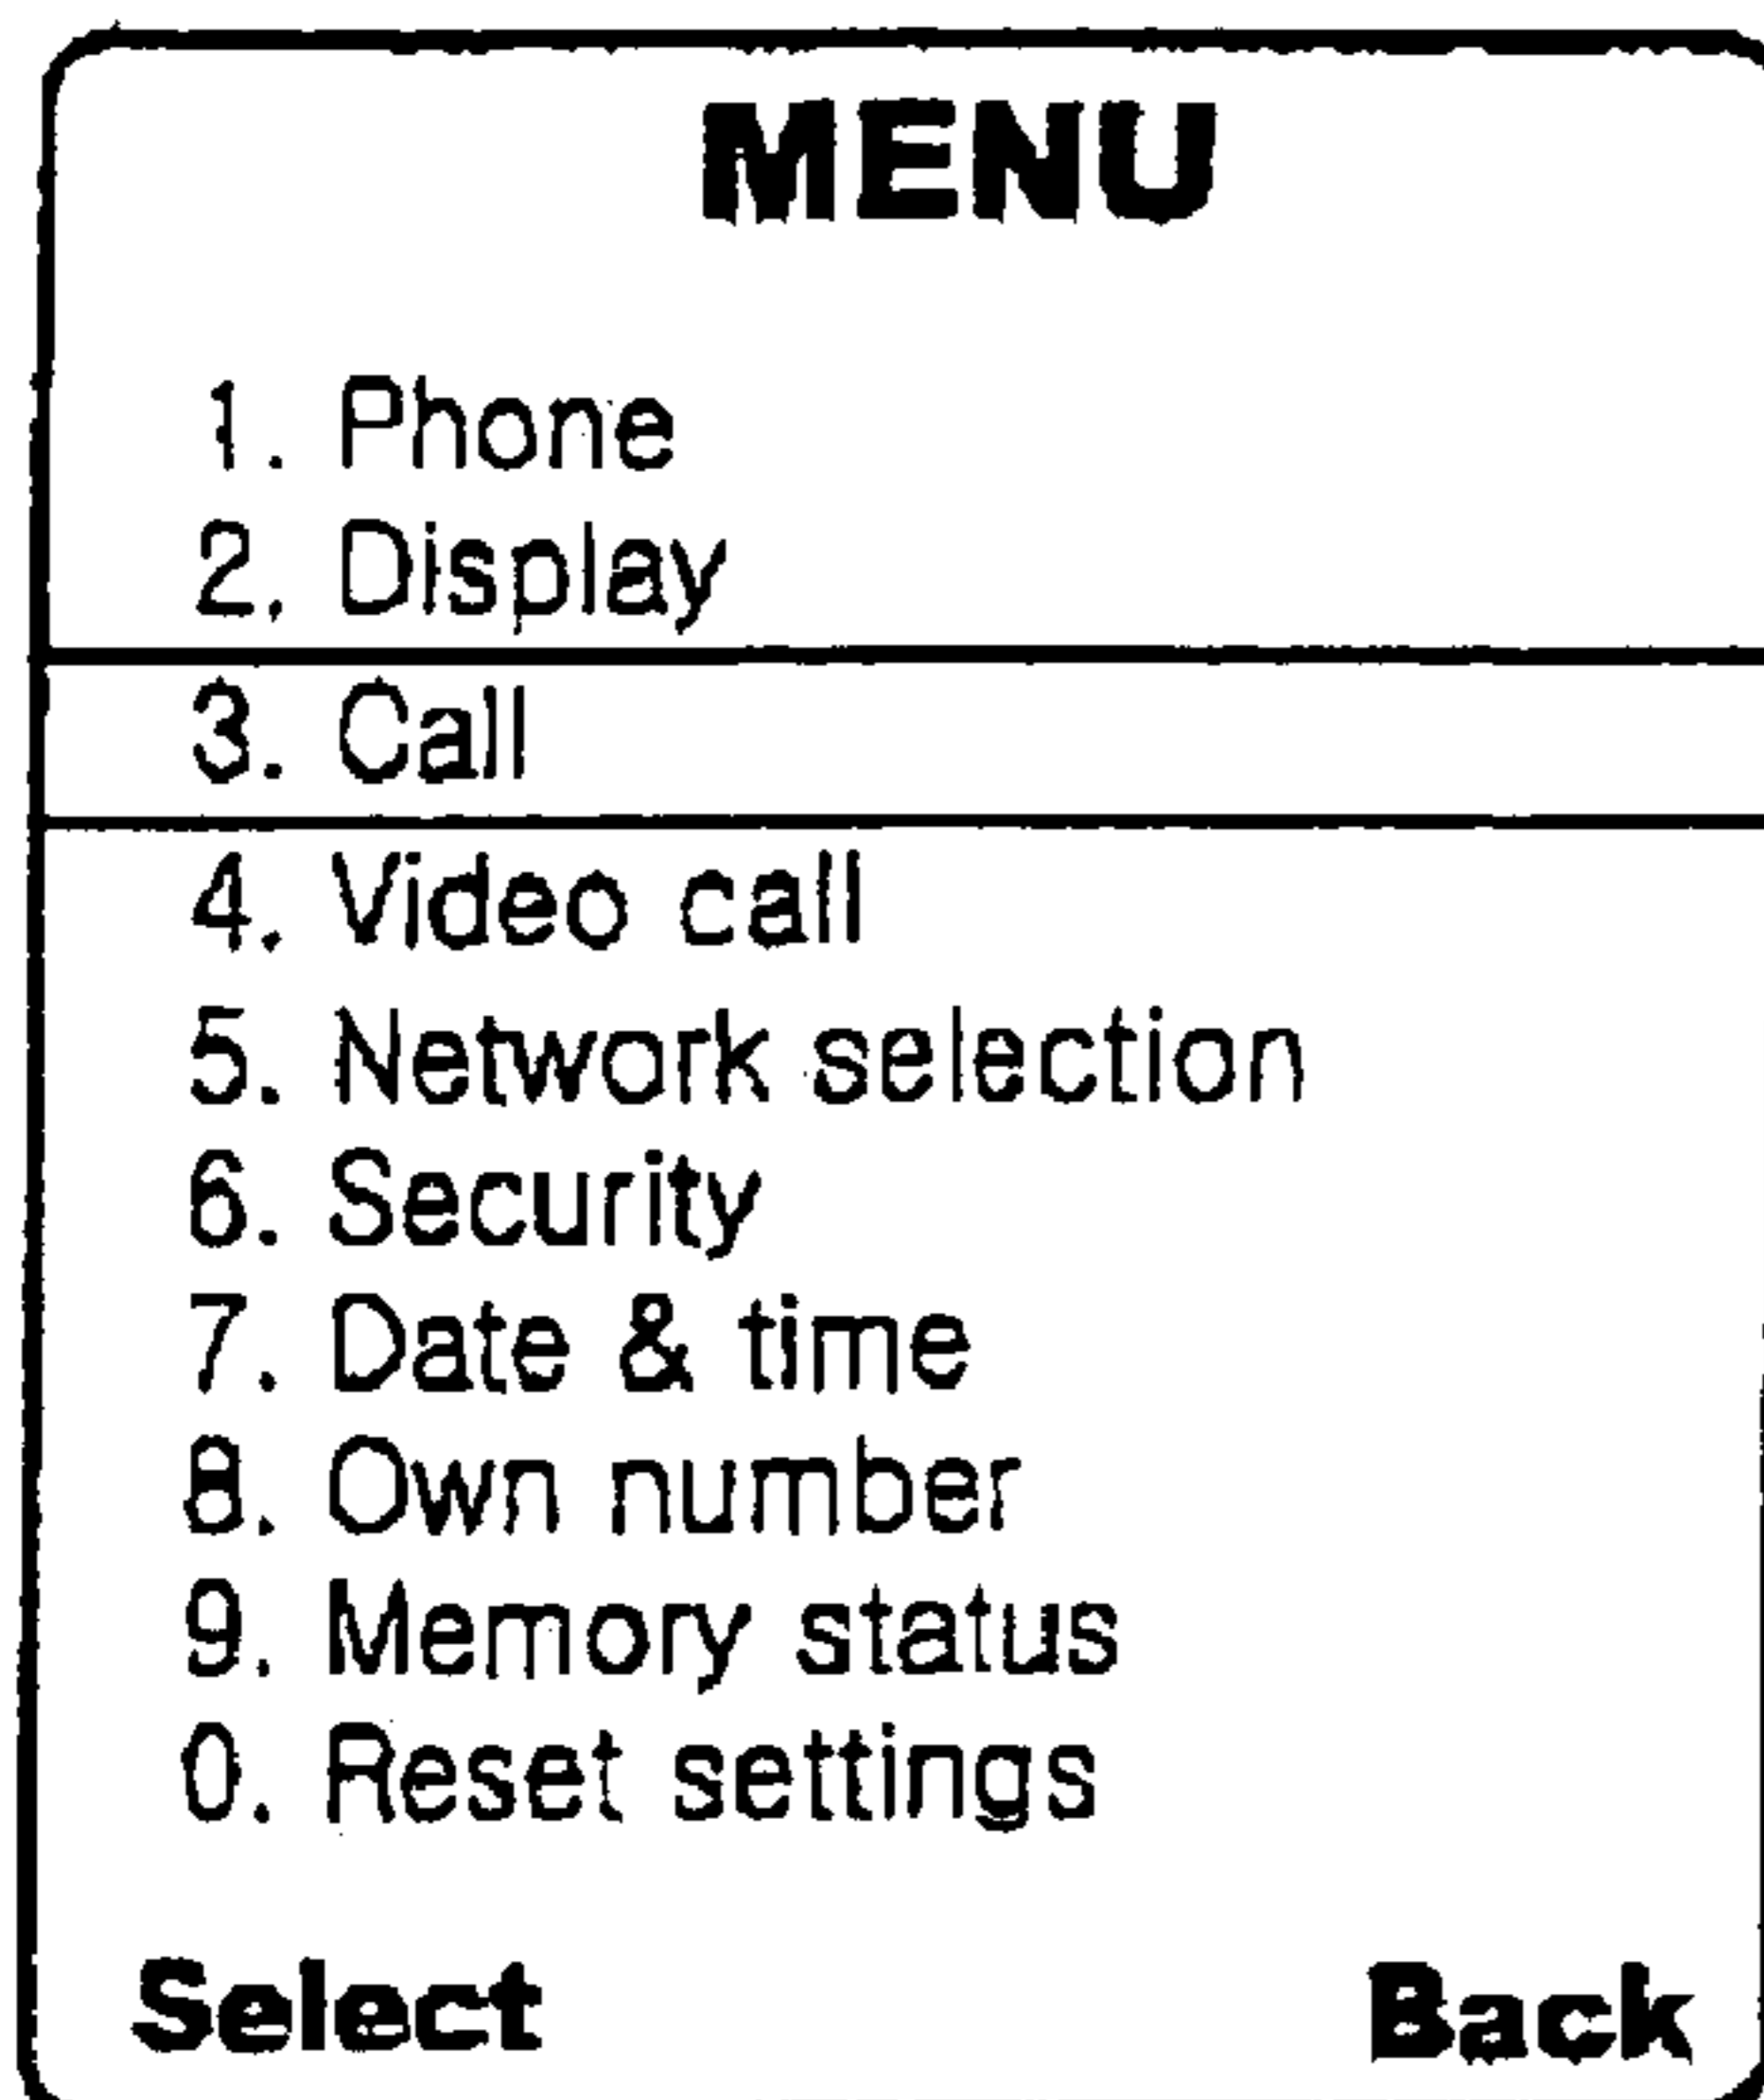 MENU
1. Phone
2. Display
3. Call
4. Video call
5. Network selection
6. Security
7. Date & time
8. Own number
9. Memory status
0. Reset settings
Select Back